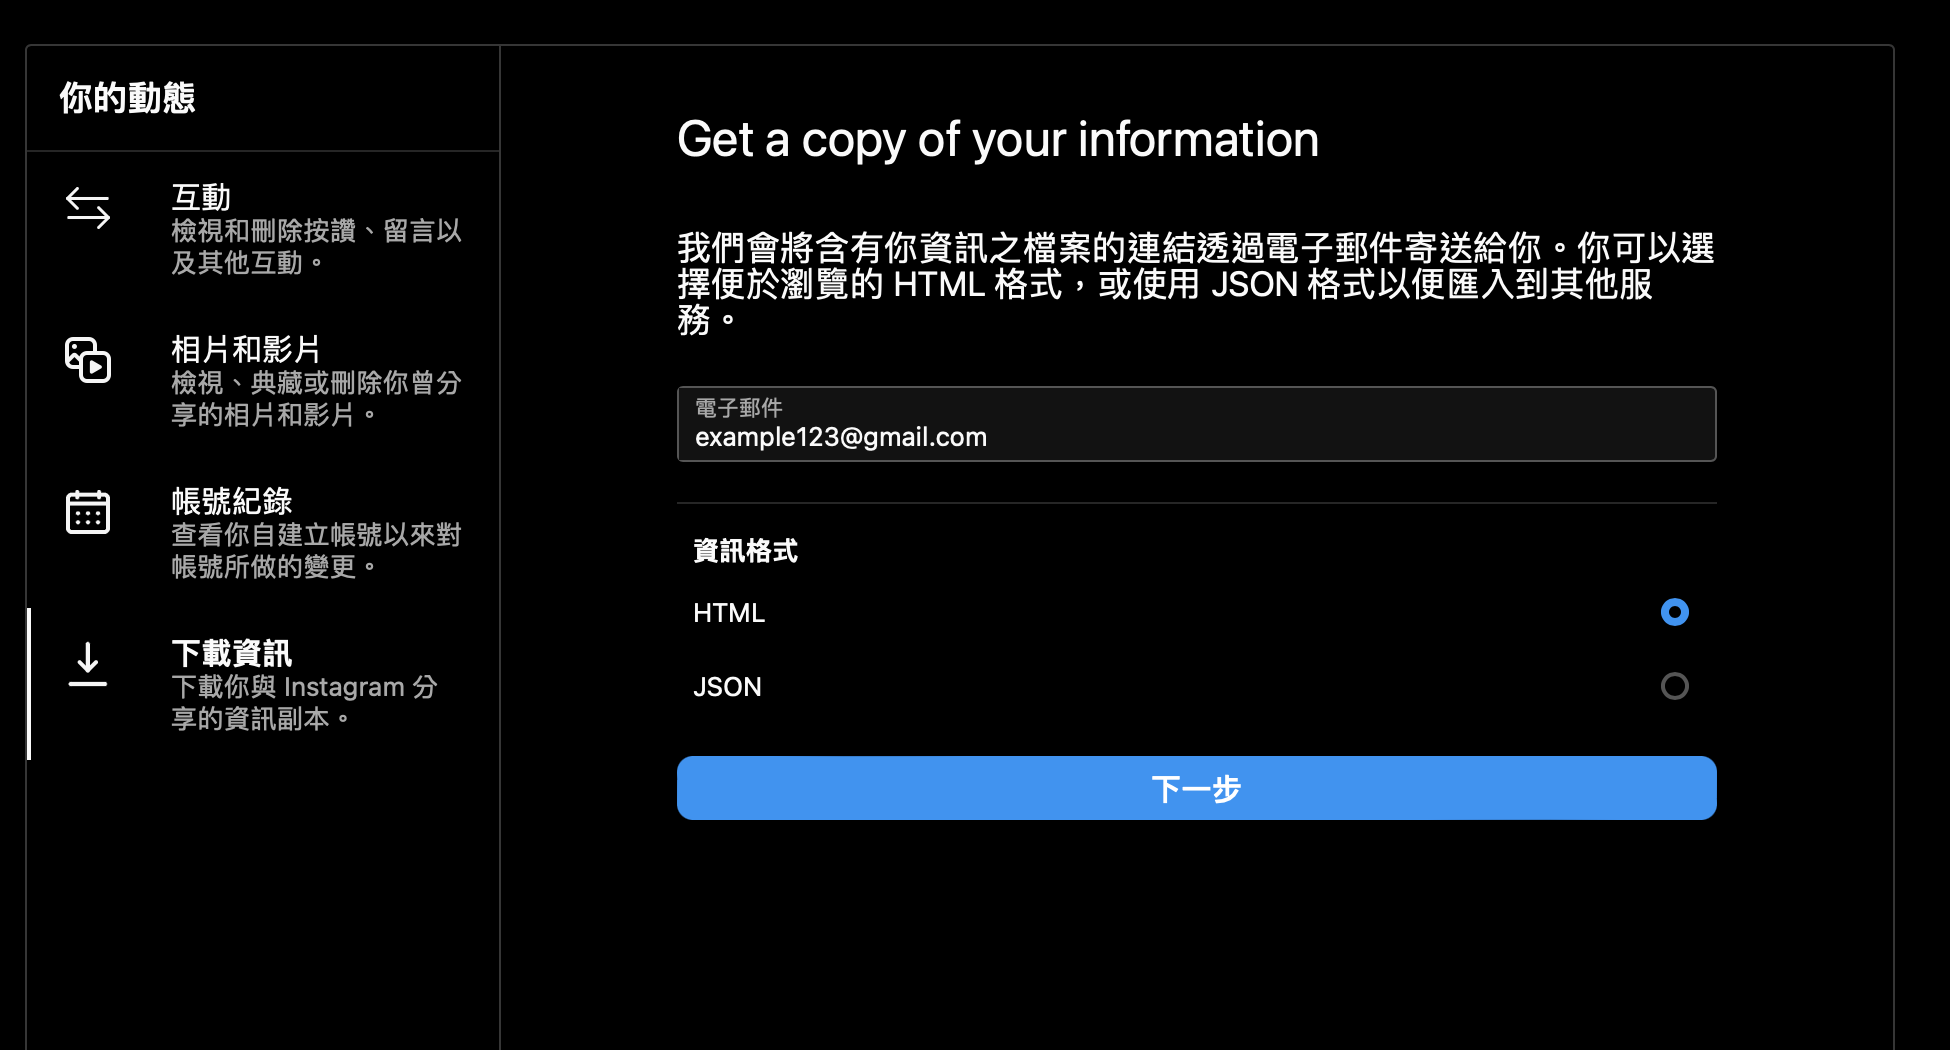 你的動態
互動
檢視和刪除按讚、留言以
及其他互動。
相片和影片
檢視、典藏或刪除你曾分
享的相片和影片。
帳號紀錄
查看你自建立帳號以來對
帳號所做的變更。
下載資訊
下載你與 Instagram 分
享的資訊副本。
Get a copy of your information
我們會將含有你資訊之檔案的連結透過電子郵件寄送給你。你可以選
擇便於瀏覽的 HTML 格式，或使用 JSON 格式以便匯入到其他服
務。
電子郵件
example123@gmail.com
資訊格式
HTML
JSON
下一步